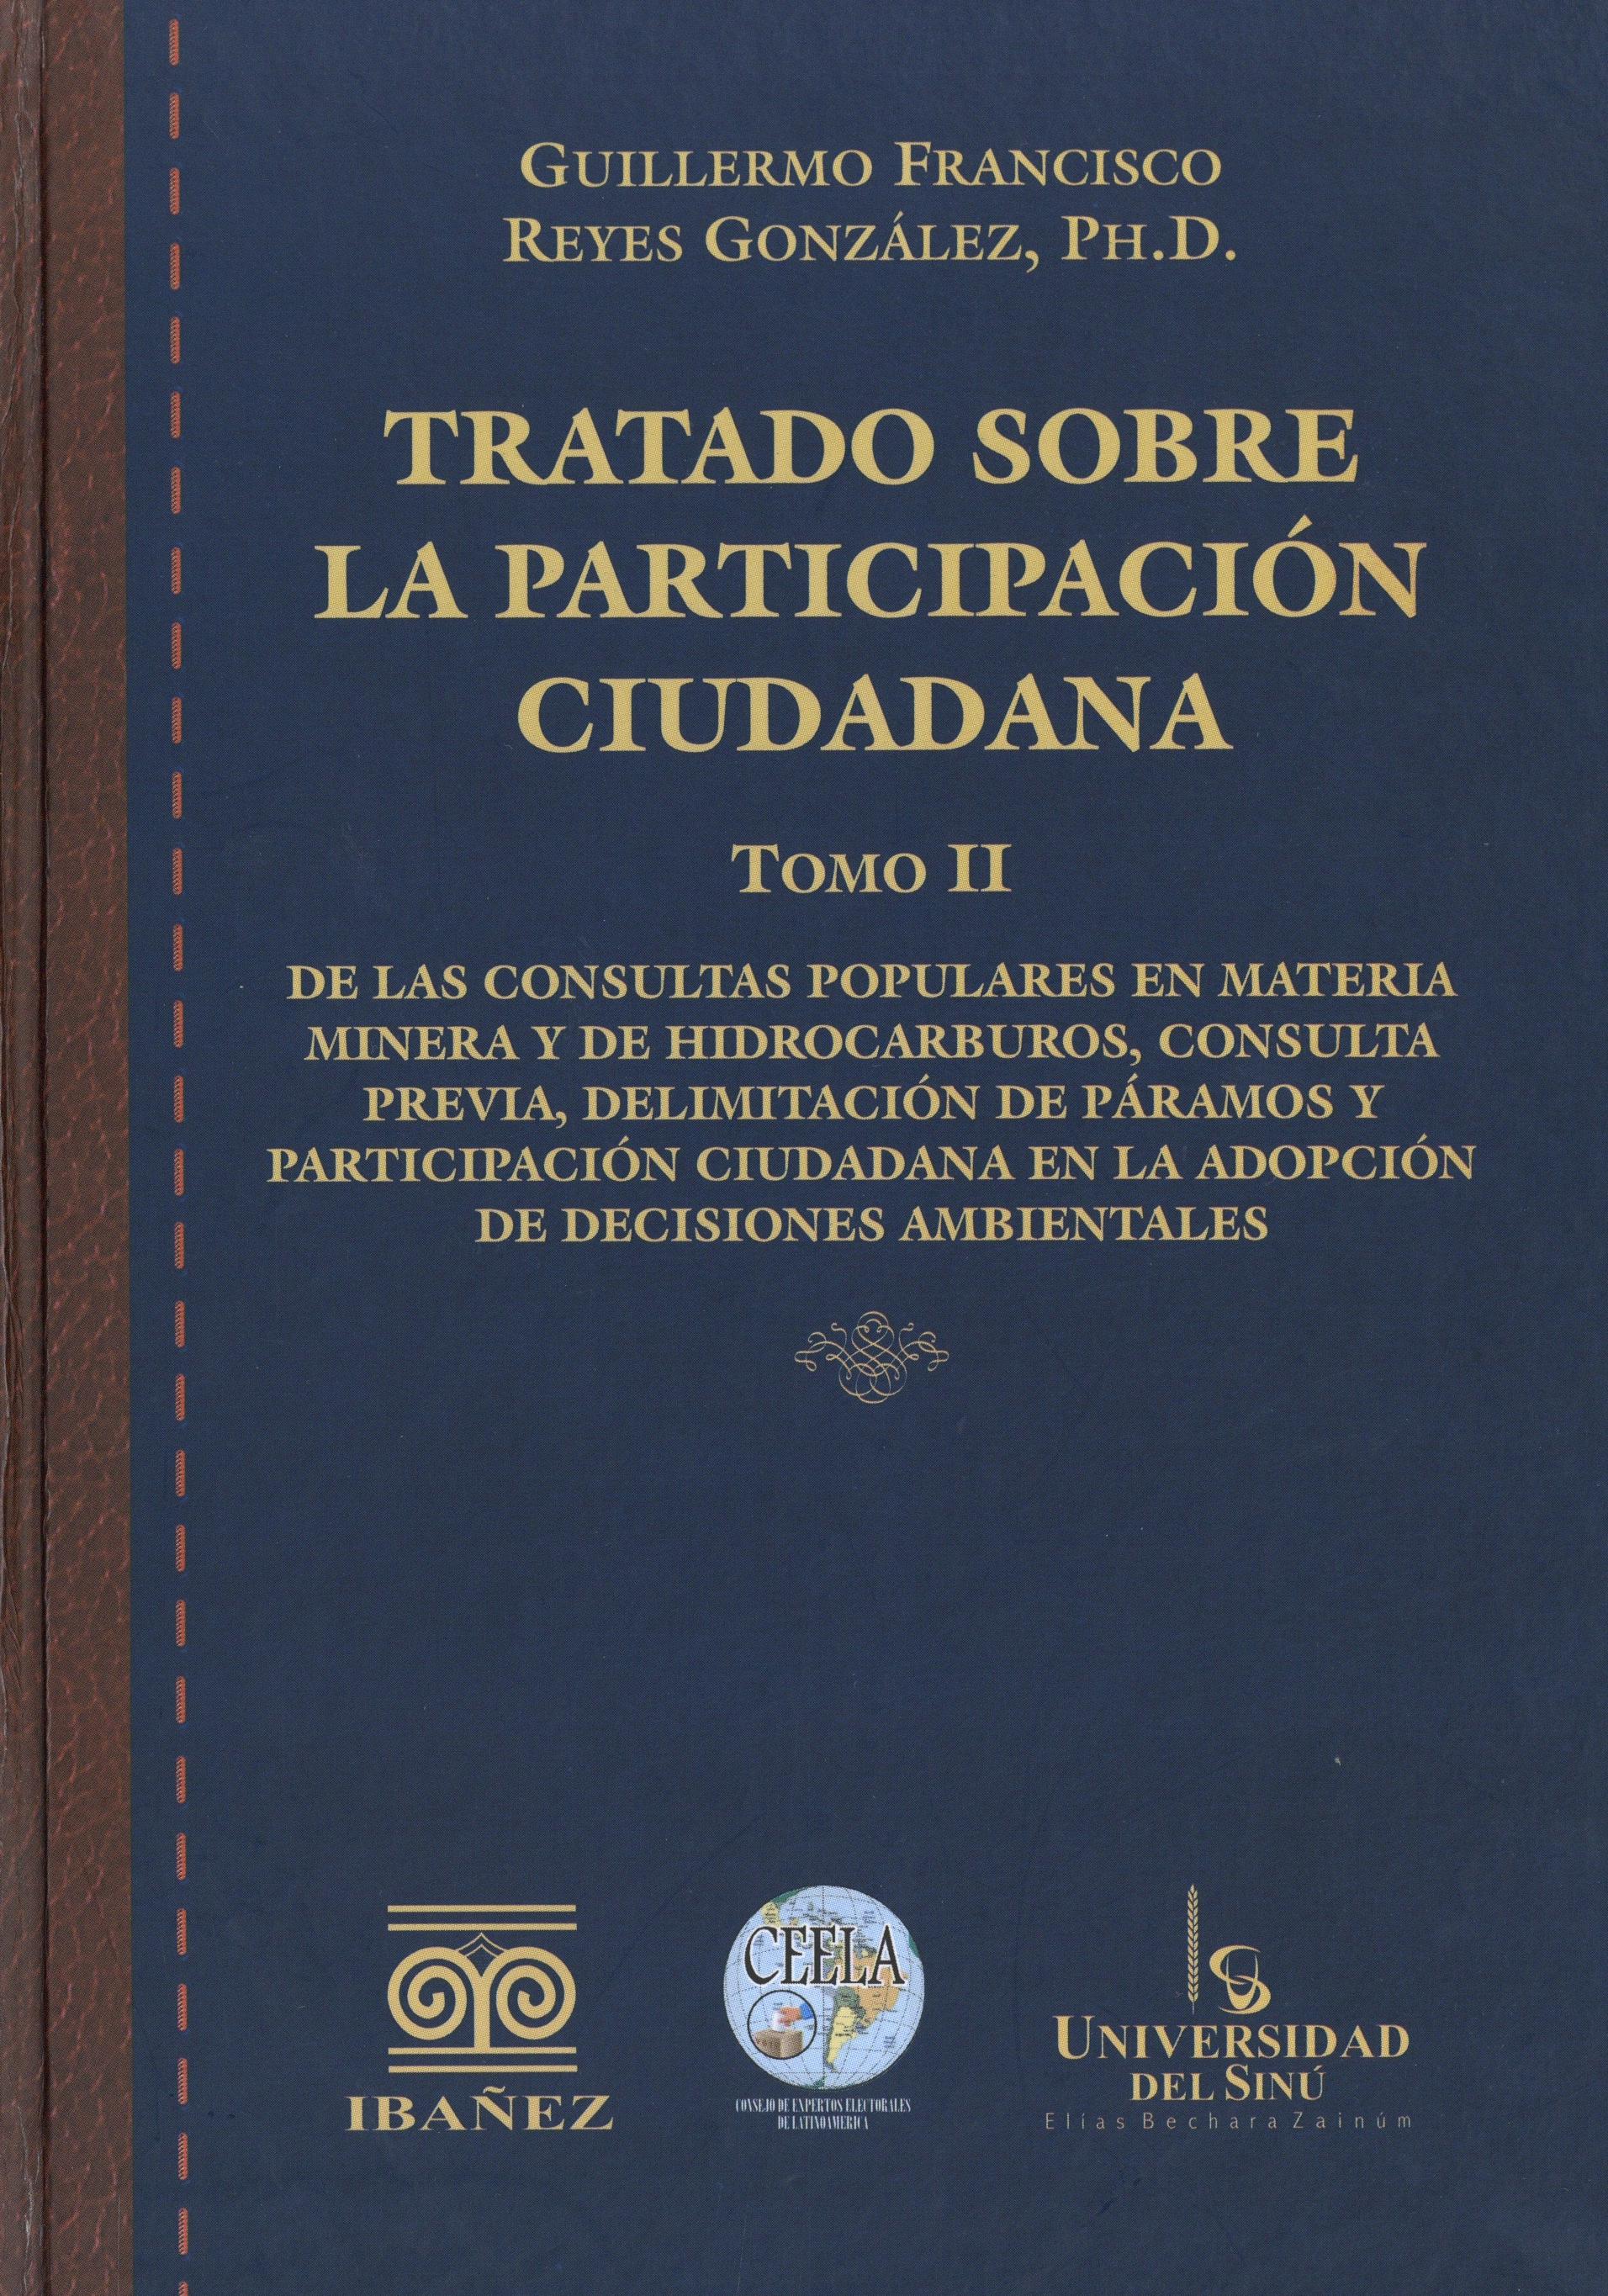 GUILLERMO FRANCISCO
REYES GONZÁLEZ, PH.D.
TRATADO SOBRE
LA PARTICIPACIÓN
CIUDADANA
TOMO II
DE LAS CONSULTAS POPULARES EN MATERIA
MINERA Y DE HIDROCARBUROS, CONSULTA
PREVIA, DELIMITACIÓN DE PÁRAMOS Y
PARTICIPACIÓN CIUDADANA EN LA ADOPCIÓN
DE DECISIONES AMBIENTALES
IBAÑEZ
CEELA
CONSEJO DE EXPERTOS ELECTORALES
DE LATINOAMERICA
UNIVERSIDAD
DEL SINÚ
Elías Bechara Zainúm